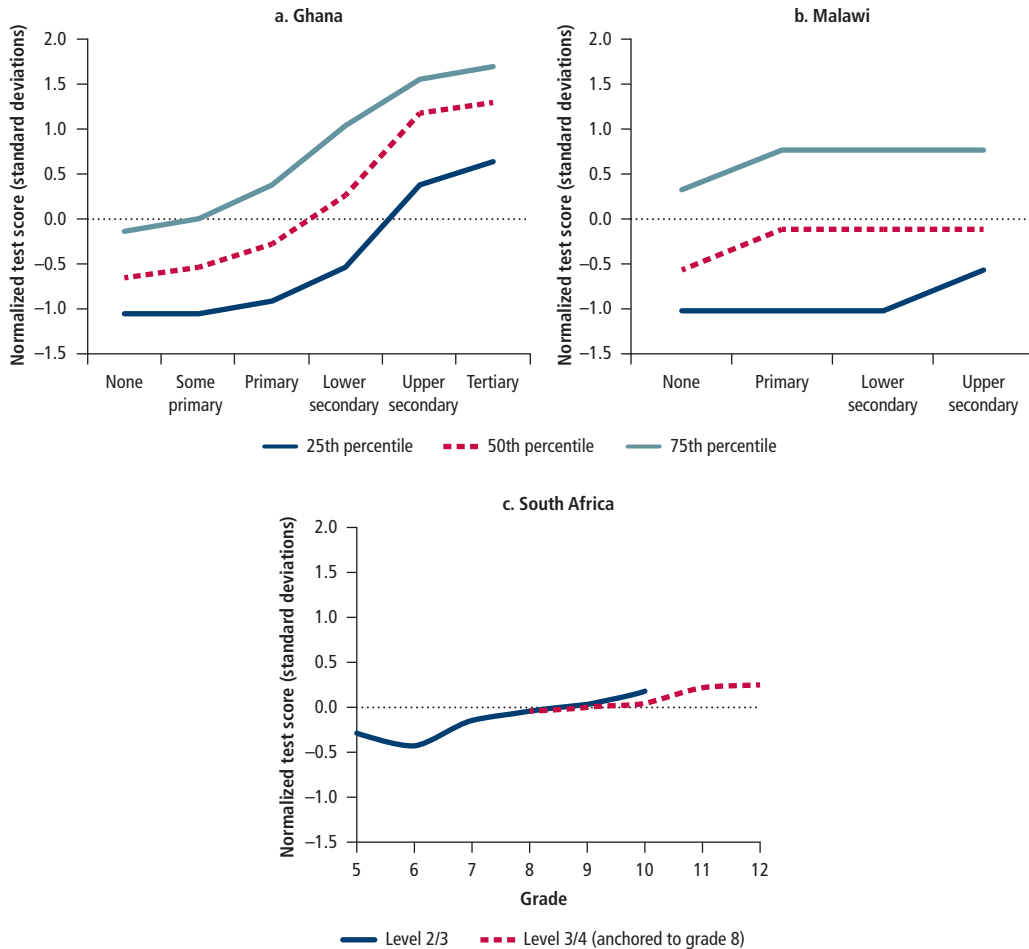 a. Ghana
Normalized test score (standard deviations)
2.0
1.5
1.0
0.5
0.0
–0.5
–1.0
–1.5
None
Some
primary
Primary
Lower
secondary
Upper
secondary
Tertiary
b. Malawi
Normalized test score (standard deviations)
2.0
1.5
1.0
0.5
0.0
–0.5
–1.0
–1.5
None
Primary
Lower
secondary
Upper
secondary
25th percentile
50th percentile
75th percentile
c. South Africa
Normalized test score (standard deviations)
2.0
1.5
1.0
0.5
0.0
–0.5
–1.0
–1.5
5 6 7 8 9 10 11 12
Grade
Level 2/3
Level 3/4 (anchored to grade 8)